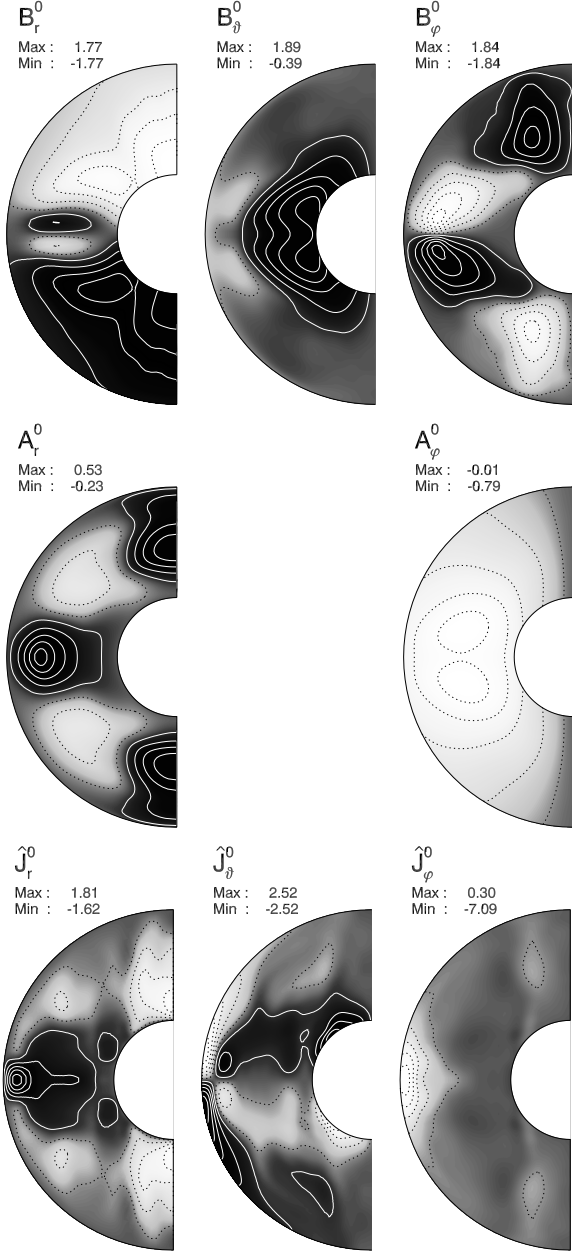 B_r^0 B_ϑ^0 B_φ^0
Max : 1.77 Max : 1.89 Max : 1.84
Min : -1.77 Min : -0.39 Min : -1.84
A_r^0 A_φ^0
Max : 0.53 Max : -0.01
Min : -0.23 Min : -0.79
Ĵ_r^0 Ĵ_ϑ^0 Ĵ_φ^0
Max : 1.81 Max : 2.52 Max : 0.30
Min : -1.62 Min : -2.52 Min : -7.09